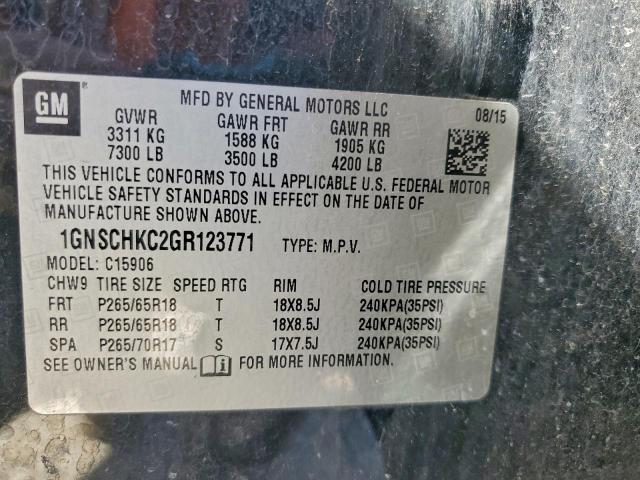 GM
MFD BY GENERAL MOTORS LLC
08/15
GVWR GAWR FRT GAWR RR
3311 KG 1588 KG 1905 KG
7300 LB 3500 LB 4200 LB
THIS VEHICLE CONFORMS TO ALL APPLICABLE U.S. FEDERAL MOTOR
VEHICLE SAFETY STANDARDS IN EFFECT ON THE DATE OF
MANUFACTURE SHOWN ABOVE.
1GNSCHKC2GR123771 TYPE: M.P.V.
MODEL: C15906
CHW9 TIRE SIZE SPEED RTG RIM COLD TIRE PRESSURE
FRT P265/65R18 T 18X8.5J 240KPA(35PSI)
RR P265/65R18 T 18X8.5J 240KPA(35PSI)
SPA P265/70R17 S 17X7.5J 240KPA(35PSI)
SEE OWNER'S MANUAL FOR MORE INFORMATION.